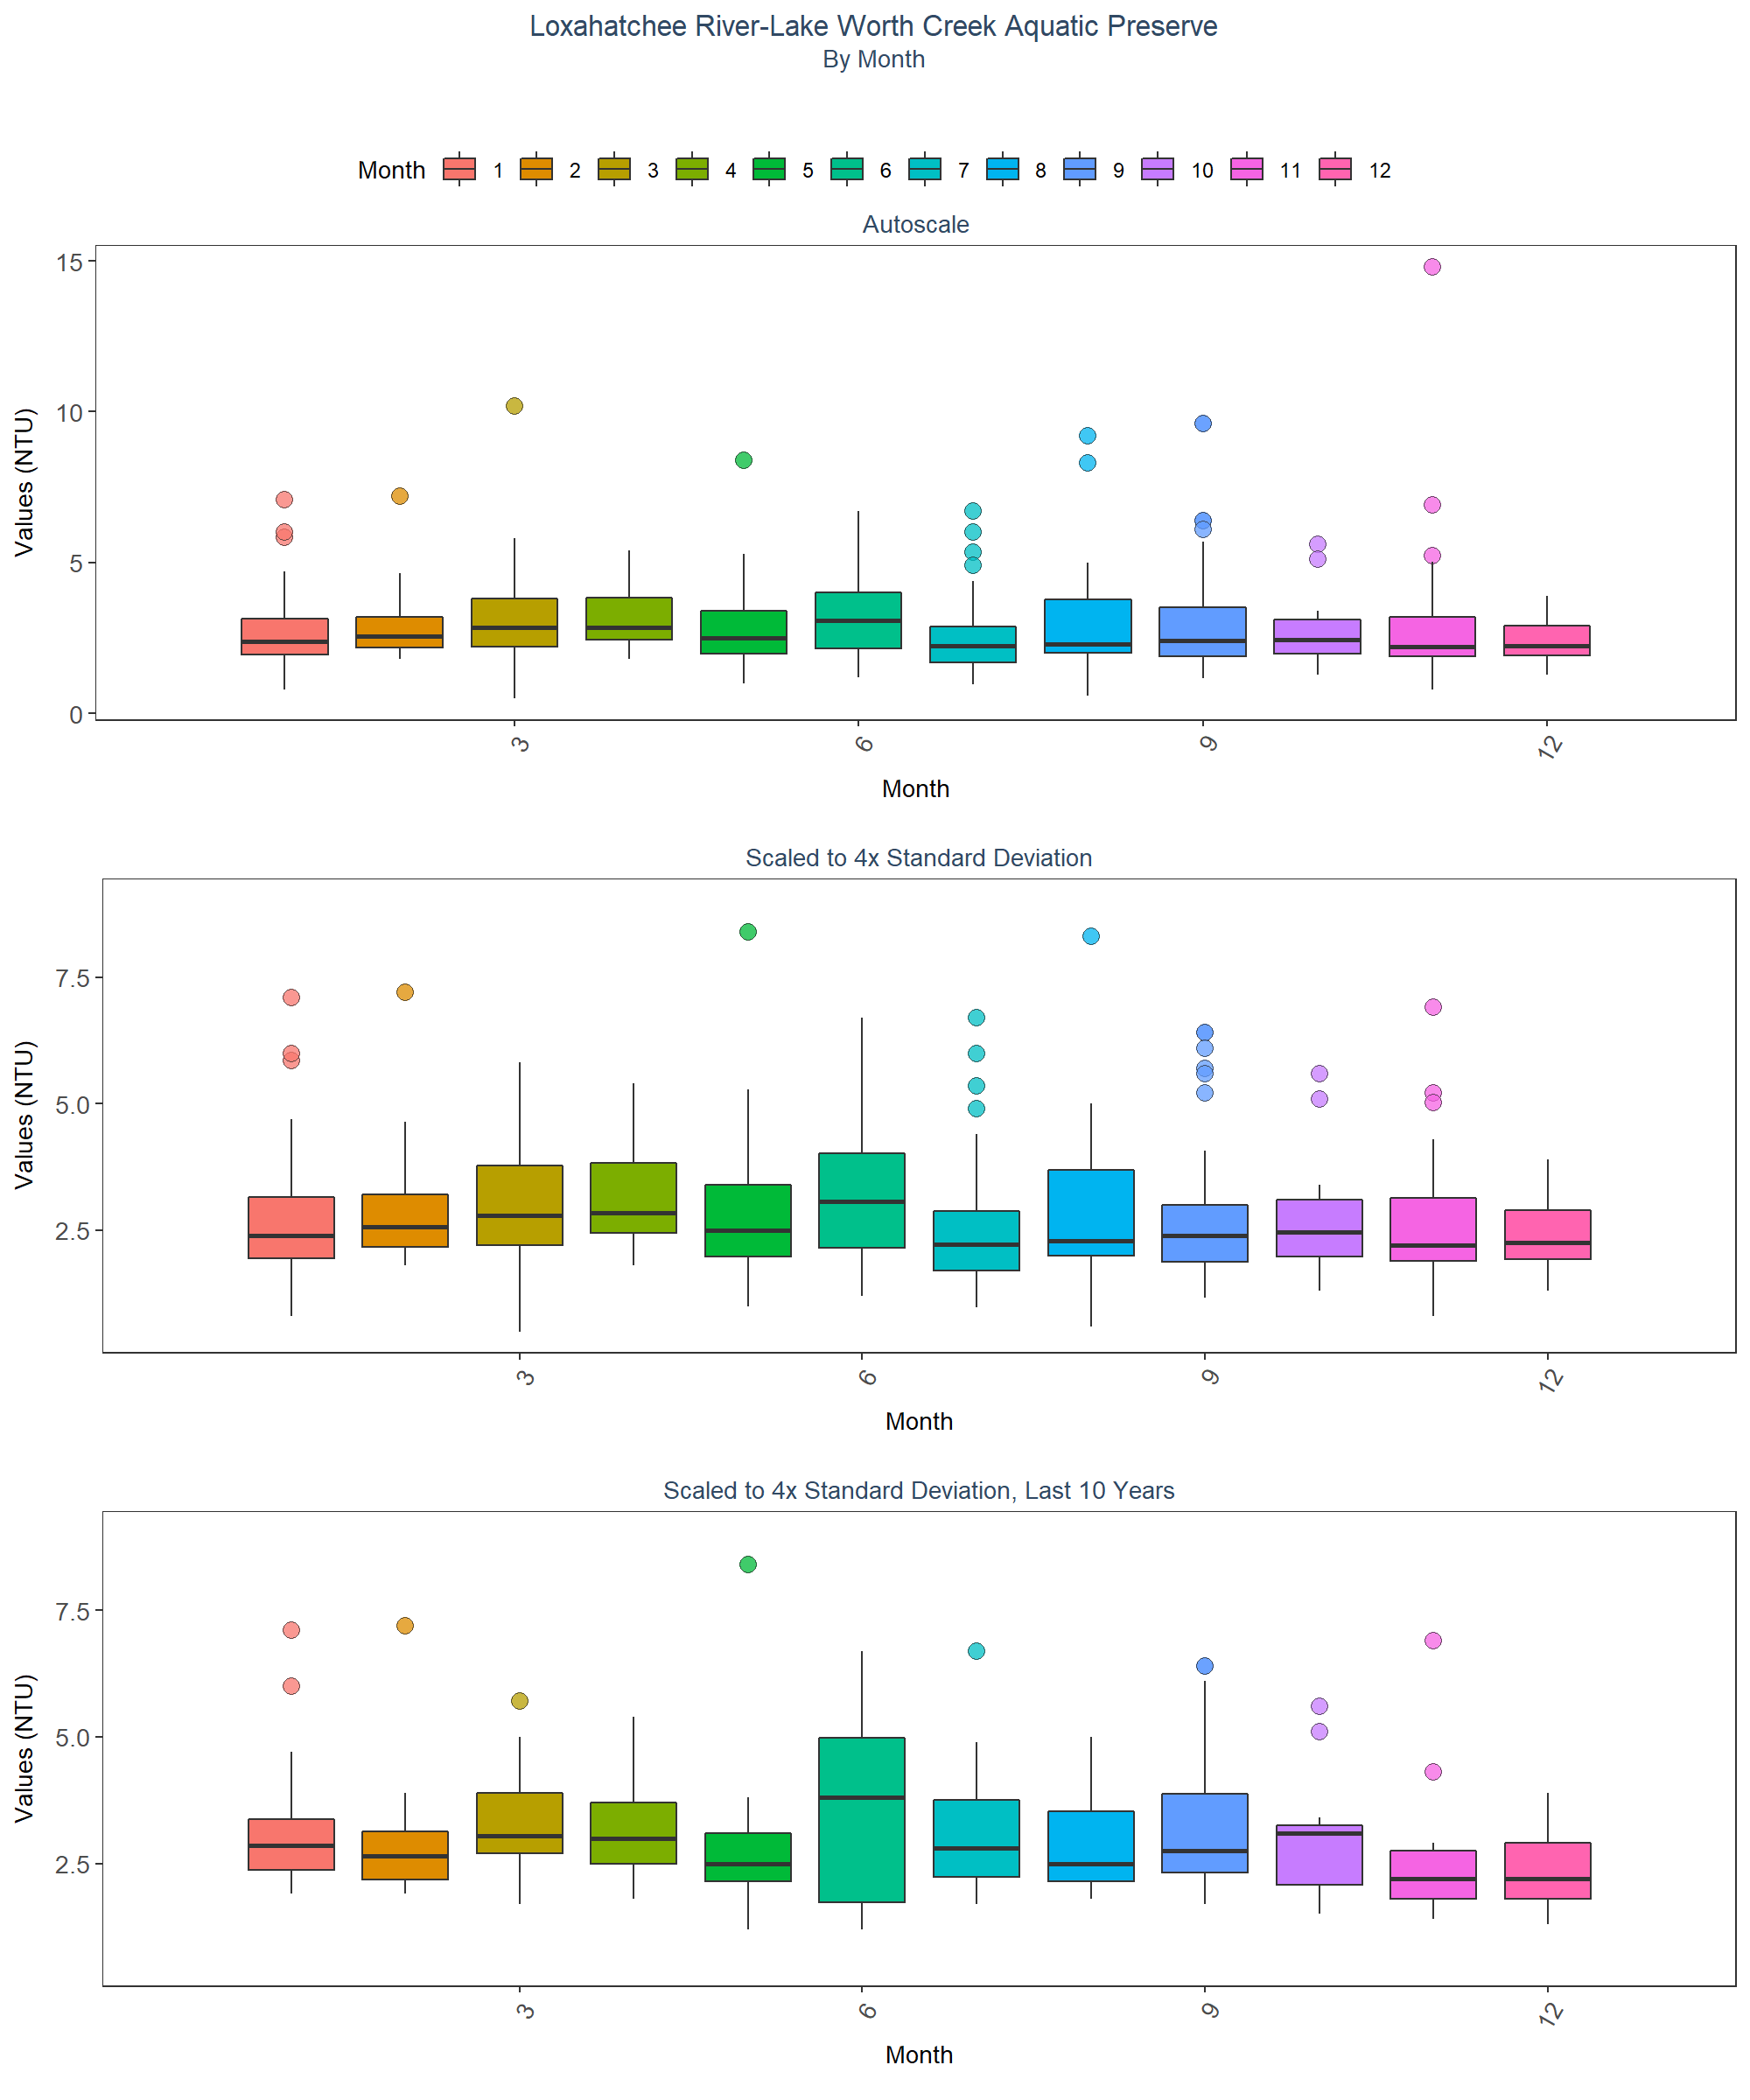 Loxahatchee River-Lake Worth Creek Aquatic Preserve
By Month
Month 1 2 3 4 5 6 7 8 9 10 11 12
Autoscale
Values (NTU)
15
10
5
0
3 6 9 12
Month
Scaled to 4x Standard Deviation
Values (NTU)
7.5
5.0
2.5
3 6 9 12
Month
Scaled to 4x Standard Deviation, Last 10 Years
Values (NTU)
7.5
5.0
2.5
3 6 9 12
Month